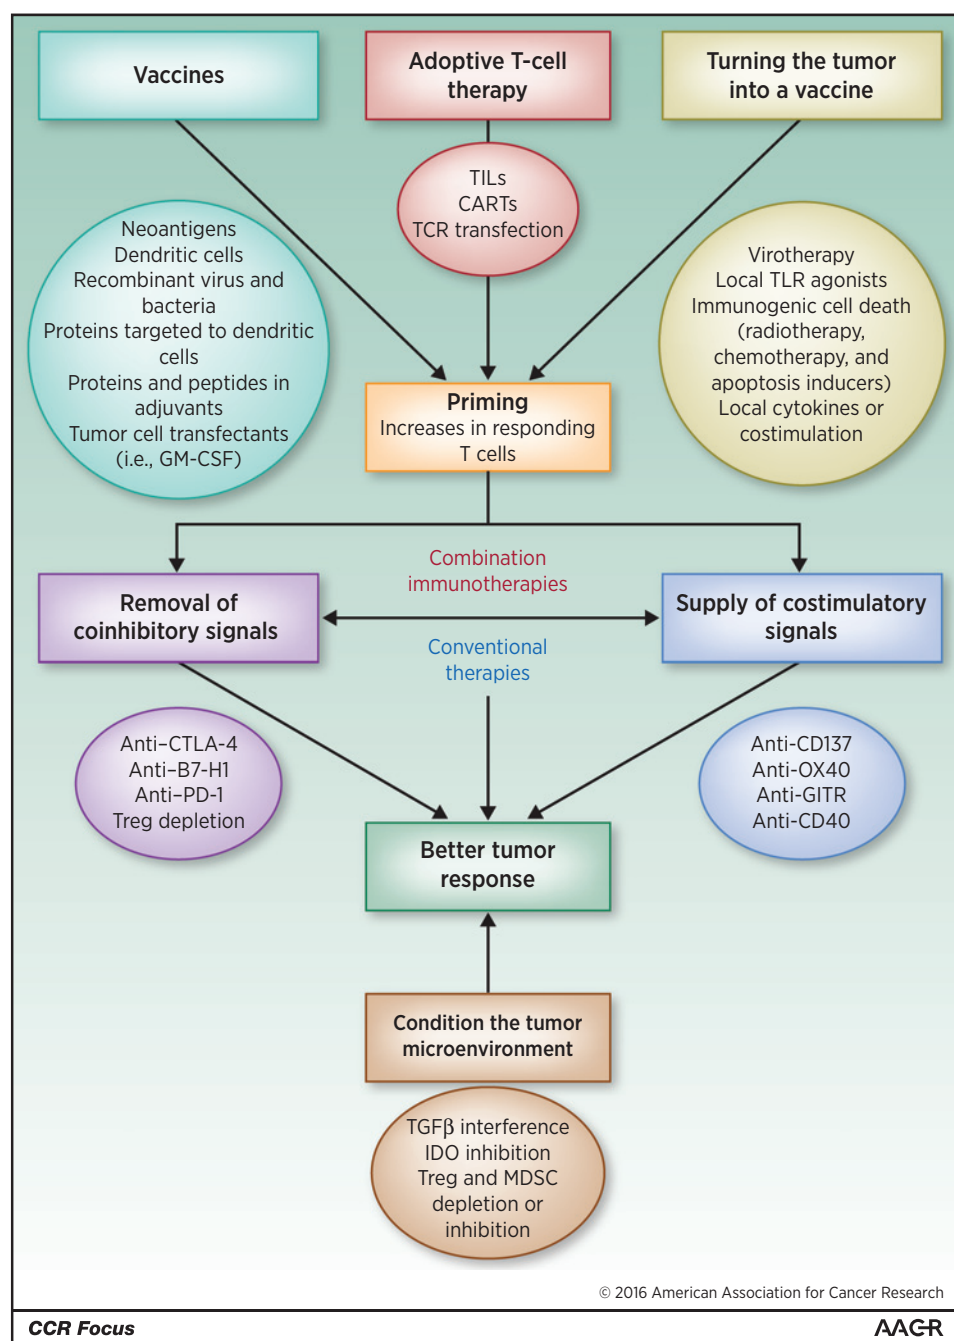 Vaccines
Adoptive T-cell
therapy
Turning the tumor
into a vaccine
TILs
CARTs
TCR transfection
Neoantigens
Dendritic cells
Recombinant virus and
bacteria
Proteins targeted to dendritic
cells
Proteins and peptides in
adjuvants
Tumor cell transfectants
(i.e., GM-CSF)
Virotherapy
Local TLR agonists
Immunogenic cell death
(radiotherapy,
chemotherapy, and
apoptosis inducers)
Local cytokines or
costimulation
Priming
Increases in responding
T cells
Combination
immunotherapies
Removal of
coinhibitory signals
Supply of costimulatory
signals
Conventional
therapies
Anti–CTLA-4
Anti–B7-H1
Anti–PD-1
Treg depletion
Anti-CD137
Anti-OX40
Anti-GITR
Anti-CD40
Better tumor
response
Condition the tumor
microenvironment
TGFβ interference
IDO inhibition
Treg and MDSC
depletion or
inhibition
© 2016 American Association for Cancer Research
CCR Focus
AACR